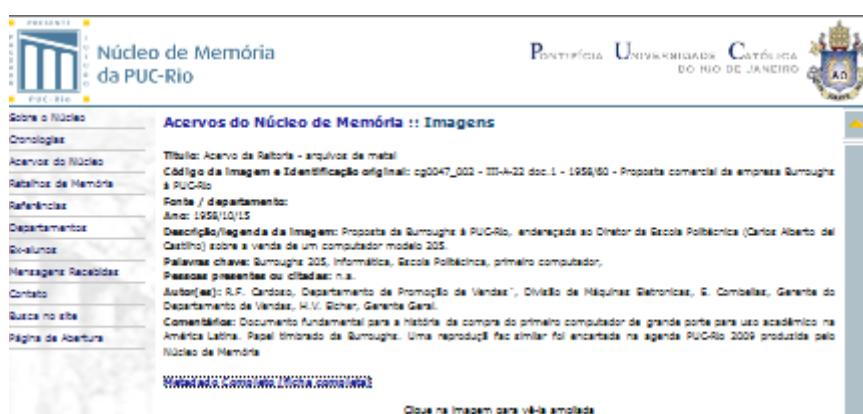 PRESENTE
PUC-Rio
Núcleo de Memória
da PUC-Rio
Pontifícia Universidade Católica
DO RIO DE JANEIRO
Sobre o Núcleo
Cronologias
Acervos do Núcleo
Retalhos de Memória
Referências
Departamentos
Ex-alunos
Mensagens Recebidas
Contato
Busca no site
Página de Abertura
Acervos do Núcleo de Memória :: Imagens
Título: Acervo da Reitoria - arquivos de metal
Código da Imagem e Identificação original: cg0047_002 - III-A-22 doc.1 - 1958/60 - Proposta comercial da empresa Burroughs
à PUC-Rio
Fonte / departamento:
Ano: 1958/10/15
Descrição/legenda da Imagem: Proposta da Burroughs à PUC-Rio, endereçada ao Diretor da Escola Politécnica (Carlos Alberto del
Castilho) sobre a venda de um computador modelo 205.
Palavras chave: Burroughs 205, informática, Escola Politécinca, primeiro computador,
Pessoas presentes ou citadas: n.a.
Autor(es): R.F. Cardoso, Departamento de Promoção de Vendas", Divisão de Máquinas Eletronicas, E. Combellas, Gerente do
Departamento de Vendas, H.V. Eicher, Gerente Geral.
Comentários: Documento fundamental para a história da compra do primeiro computador de grande porte para uso acadêmico na
América Latina. Papel timbrado da Burroughs. Uma reproduçã fac similar foi encartada na agenda PUC-Rio 2009 produzida pelo
Núcleo de Memória
Metadado Completo (ficha completa)
Clique na imagem para vê-la ampliada